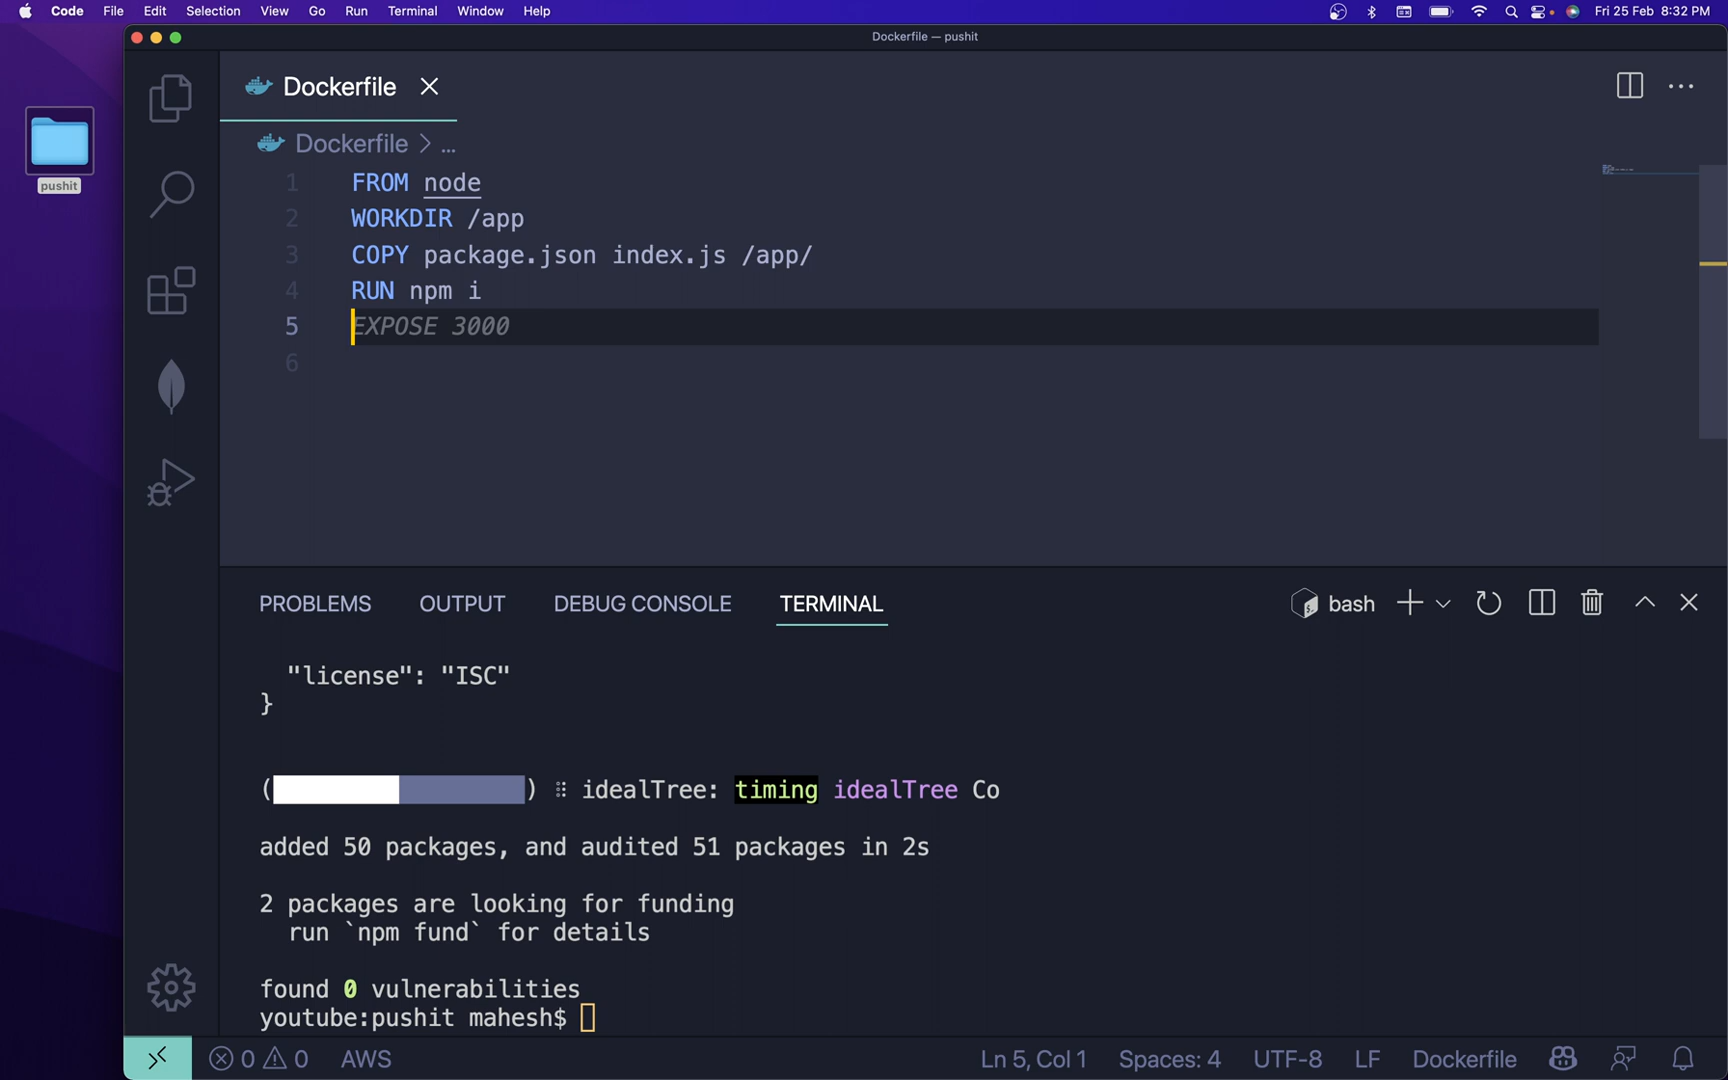 Code File Edit Selection View Go Run Terminal Window Help Fri 25 Feb 8:32 PM
Dockerfile — pushit
pushit
Dockerfile
Dockerfile > ...
1 FROM node
2 WORKDIR /app
3 COPY package.json index.js /app/
4 RUN npm i
5 EXPOSE 3000
6
PROBLEMS OUTPUT DEBUG CONSOLE TERMINAL bash
"license": "ISC"
}
( ) ⠿ idealTree: timing idealTree Co
added 50 packages, and audited 51 packages in 2s
2 packages are looking for funding
run `npm fund` for details
found 0 vulnerabilities
youtube:pushit mahesh$
0 0 AWS Ln 5, Col 1 Spaces: 4 UTF-8 LF Dockerfile